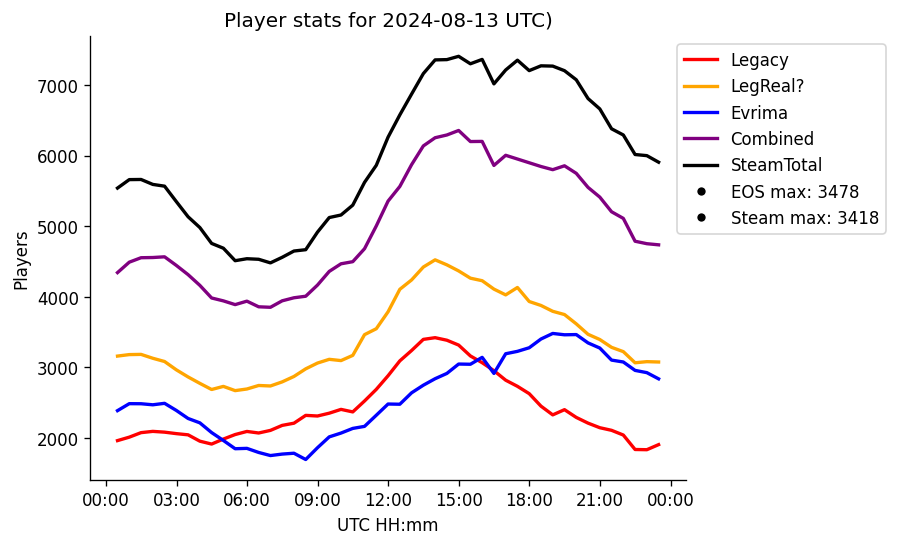 Player stats for 2024-08-13 UTC)
Players
7000
6000
5000
4000
3000
2000
00:00 03:00 06:00 09:00 12:00 15:00 18:00 21:00 00:00
UTC HH:mm
Legacy
LegReal?
Evrima
Combined
SteamTotal
EOS max: 3478
Steam max: 3418